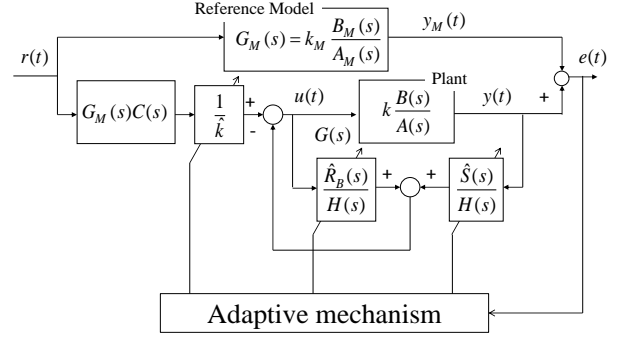 Reference Model
r(t)
G_M(s) = k_M B_M(s) / A_M(s)
y_M(t)
e(t)
G_M(s)C(s)
1 / k̂
+
-
u(t)
Plant
k B(s) / A(s)
G(s)
y(t)
+
R̂_B(s) / H(s)
+
+
Ŝ(s) / H(s)
Adaptive mechanism